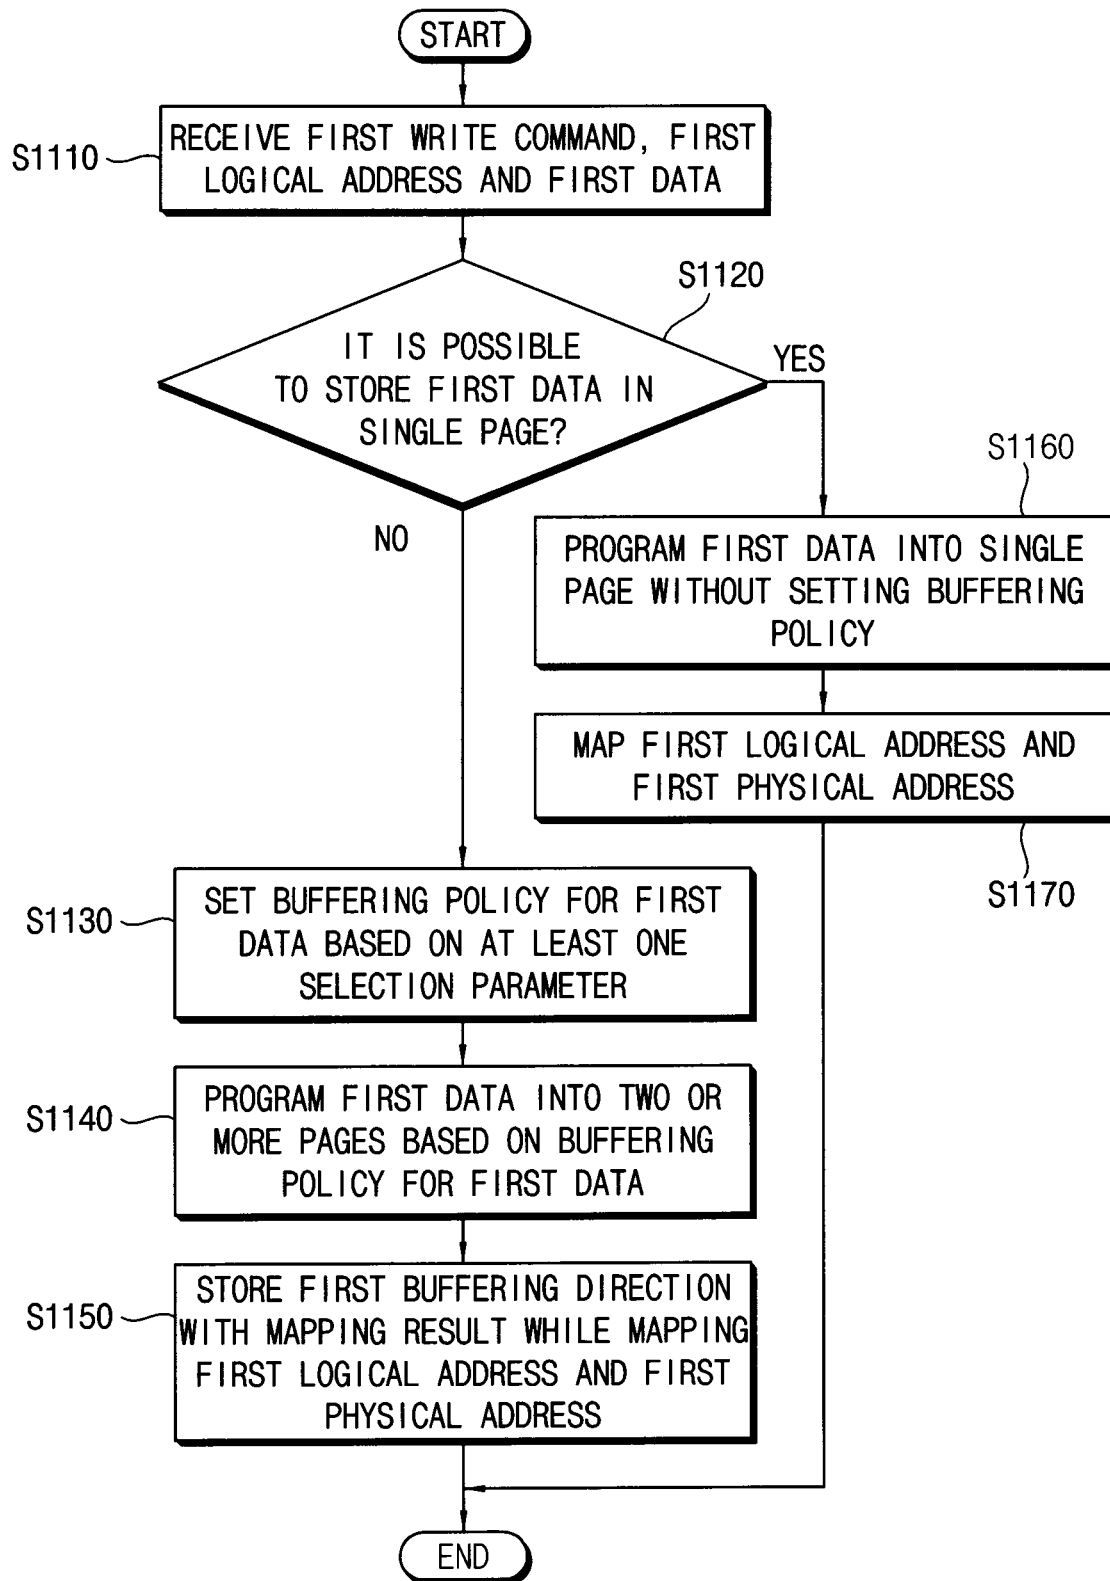 START
S1110
RECEIVE FIRST WRITE COMMAND, FIRST
LOGICAL ADDRESS AND FIRST DATA
S1120
IT IS POSSIBLE
TO STORE FIRST DATA IN
SINGLE PAGE?
YES
NO
S1160
PROGRAM FIRST DATA INTO SINGLE
PAGE WITHOUT SETTING BUFFERING
POLICY
MAP FIRST LOGICAL ADDRESS AND
FIRST PHYSICAL ADDRESS
S1170
S1130
SET BUFFERING POLICY FOR FIRST
DATA BASED ON AT LEAST ONE
SELECTION PARAMETER
S1140
PROGRAM FIRST DATA INTO TWO OR
MORE PAGES BASED ON BUFFERING
POLICY FOR FIRST DATA
S1150
STORE FIRST BUFFERING DIRECTION
WITH MAPPING RESULT WHILE MAPPING
FIRST LOGICAL ADDRESS AND FIRST
PHYSICAL ADDRESS
END